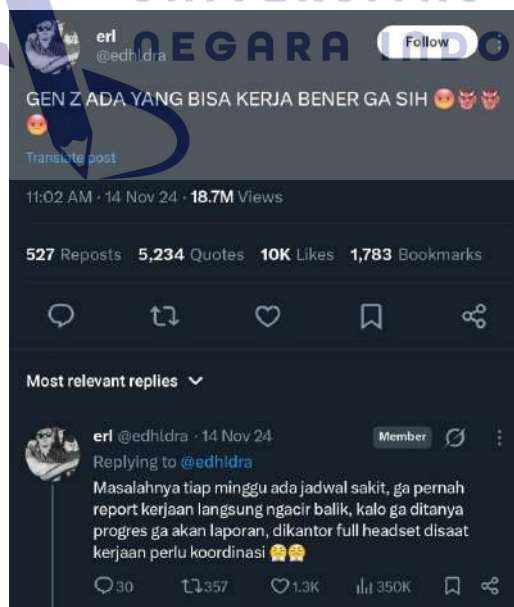 NEGARA INDO
erl
@edhldra
Follow
GEN Z ADA YANG BISA KERJA BENER GA SIH 😡👹👹
😡
Translate post
11:02 AM · 14 Nov 24 · 18.7M Views
527 Reposts 5,234 Quotes 10K Likes 1,783 Bookmarks
Most relevant replies
erl @edhldra · 14 Nov 24
Member
Replying to @edhldra
Masalahnya tiap minggu ada jadwal sakit, ga pernah
report kerjaan langsung ngacir balik, kalo ga ditanya
progres ga akan laporan, dikantor full headset disaat
kerjaan perlu koordinasi 😤😤
30 357 1.3K 350K